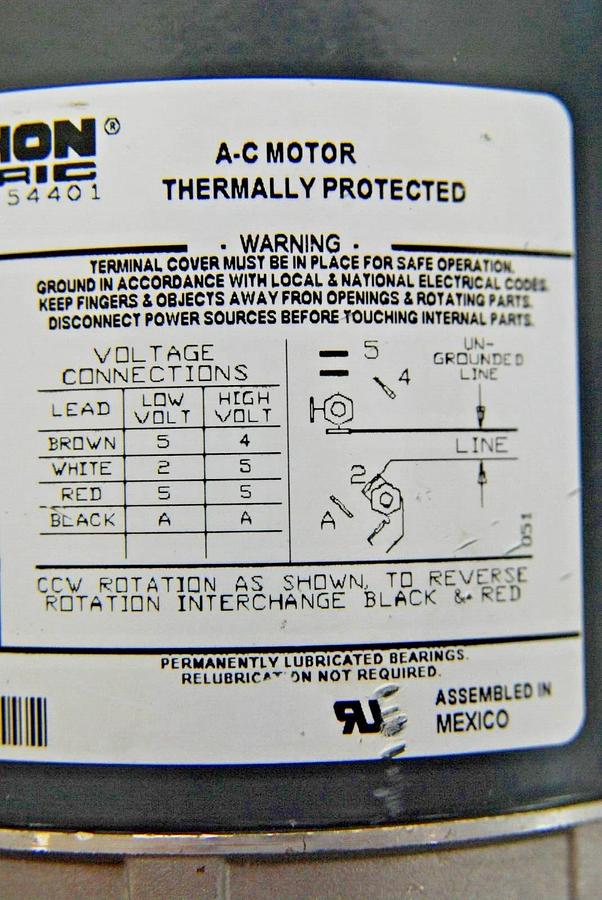 ION®
RIC
54401
A-C MOTOR
THERMALLY PROTECTED
· WARNING ·
TERMINAL COVER MUST BE IN PLACE FOR SAFE OPERATION.
GROUND IN ACCORDANCE WITH LOCAL & NATIONAL ELECTRICAL CODES.
KEEP FINGERS & OBJECTS AWAY FRON OPENINGS & ROTATING PARTS.
DISCONNECT POWER SOURCES BEFORE TOUCHING INTERNAL PARTS.
VOLTAGE
CONNECTIONS
LEAD LOW VOLT HIGH VOLT
BROWN 5 4
WHITE 2 5
RED 5 5
BLACK A A
5
4
UN-
GROUNDED
LINE
H
LINE
2
A
051
CCW ROTATION AS SHOWN, TO REVERSE
ROTATION INTERCHANGE BLACK & RED
PERMANENTLY LUBRICATED BEARINGS.
RELUBRICATION NOT REQUIRED.
RU
ASSEMBLED IN
MEXICO